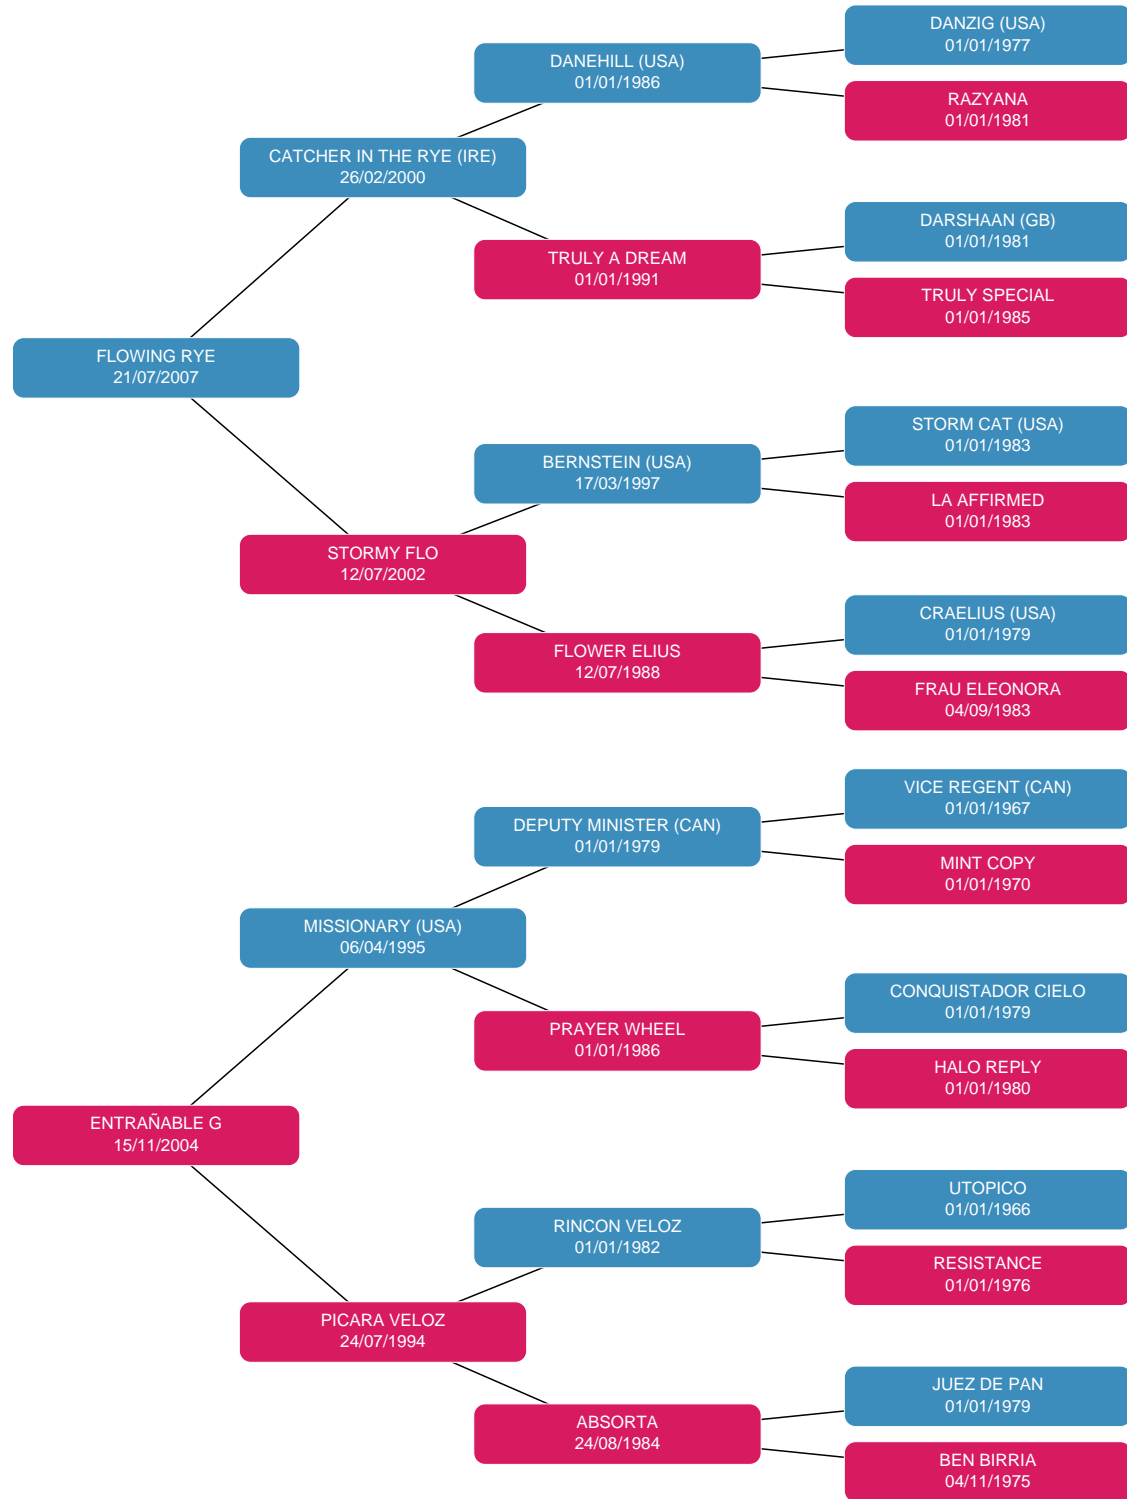 DANZIG (USA)
01/01/1977
DANEHILL (USA)
01/01/1986
RAZYANA
01/01/1981
CATCHER IN THE RYE (IRE)
26/02/2000
DARSHAAN (GB)
01/01/1981
TRULY A DREAM
01/01/1991
TRULY SPECIAL
01/01/1985
FLOWING RYE
21/07/2007
STORM CAT (USA)
01/01/1983
BERNSTEIN (USA)
17/03/1997
LA AFFIRMED
01/01/1983
STORMY FLO
12/07/2002
CRAELIUS (USA)
01/01/1979
FLOWER ELIUS
12/07/1988
FRAU ELEONORA
04/09/1983
VICE REGENT (CAN)
01/01/1967
DEPUTY MINISTER (CAN)
01/01/1979
MINT COPY
01/01/1970
MISSIONARY (USA)
06/04/1995
CONQUISTADOR CIELO
01/01/1979
PRAYER WHEEL
01/01/1986
HALO REPLY
01/01/1980
ENTRAÑABLE G
15/11/2004
UTOPICO
01/01/1966
RINCON VELOZ
01/01/1982
RESISTANCE
01/01/1976
PICARA VELOZ
24/07/1994
JUEZ DE PAN
01/01/1979
ABSORTA
24/08/1984
BEN BIRRIA
04/11/1975